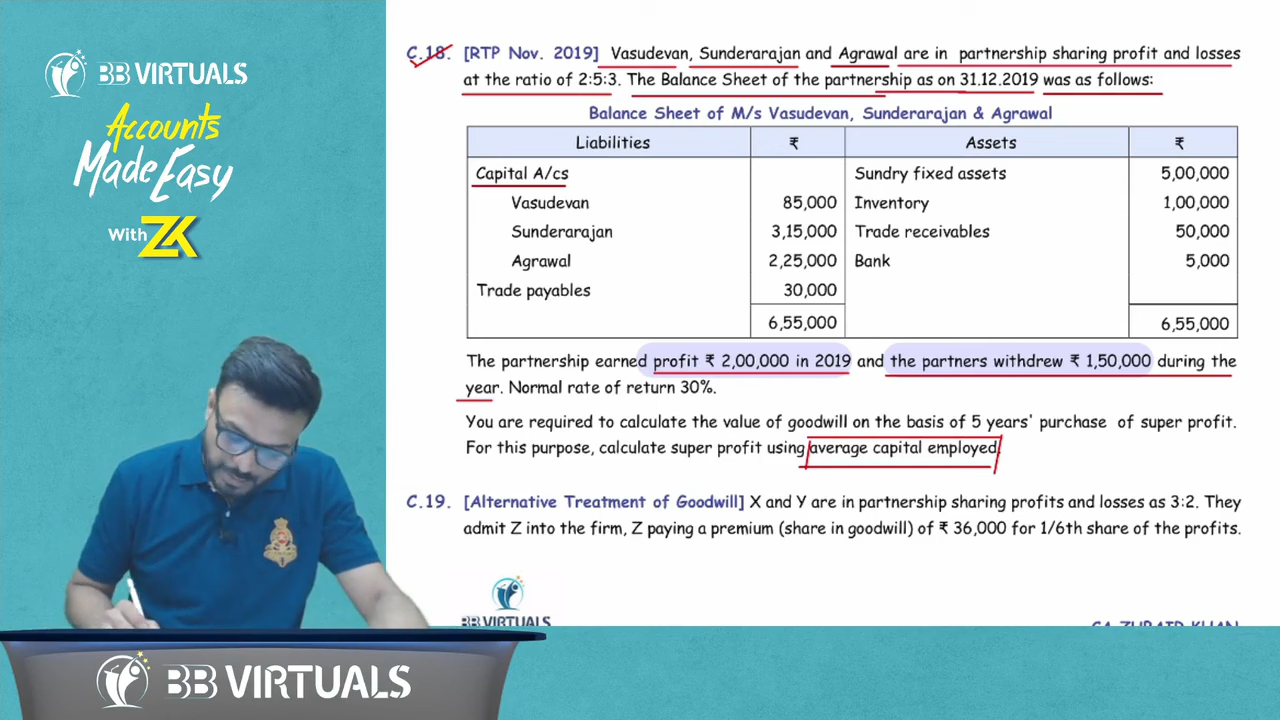 BB VIRTUALS
Accounts
Made Easy
With ZK
C.18. [RTP Nov. 2019] Vasudevan, Sunderarajan and Agrawal are in partnership sharing profit and losses
at the ratio of 2:5:3. The Balance Sheet of the partnership as on 31.12.2019 was as follows:
Balance Sheet of M/s Vasudevan, Sunderarajan & Agrawal
Liabilities ₹ Assets ₹
Capital A/cs Sundry fixed assets 5,00,000
Vasudevan 85,000 Inventory 1,00,000
Sunderarajan 3,15,000 Trade receivables 50,000
Agrawal 2,25,000 Bank 5,000
Trade payables 30,000
6,55,000 6,55,000
The partnership earned profit ₹ 2,00,000 in 2019 and the partners withdrew ₹ 1,50,000 during the
year. Normal rate of return 30%.
You are required to calculate the value of goodwill on the basis of 5 years' purchase of super profit.
For this purpose, calculate super profit using average capital employed.
C.19. [Alternative Treatment of Goodwill] X and Y are in partnership sharing profits and losses as 3:2. They
admit Z into the firm, Z paying a premium (share in goodwill) of ₹ 36,000 for 1/6th share of the profits.
BB VIRTUALS
CA ZUBAIR KHAN
BB VIRTUALS